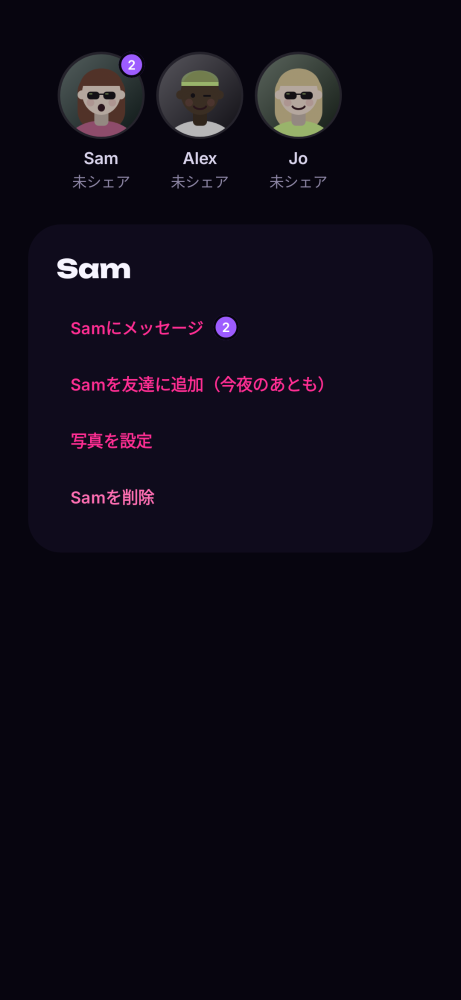 2
Sam
Alex
Jo
未シェア
未シェア
未シェア
Sam
Samにメッセージ 2
Samを友達に追加（今夜のあとも）
写真を設定
Samを削除